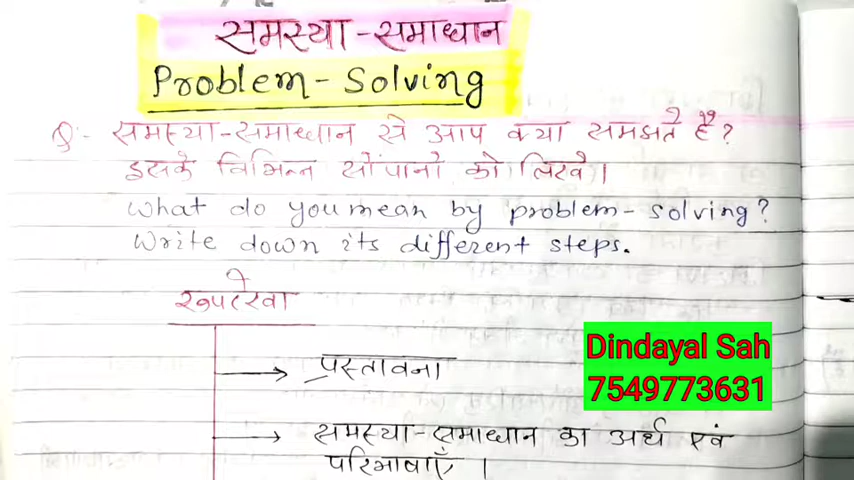 समस्या-समाधान
Problem-Solving
Q:- समस्या-समाधान से आप क्या समझते हैं?
इसके विभिन्न सोंपानों को लिखें।
What do you mean by problem-solving?
Write down its different steps.
रूपरेखा
प्रस्तावना
Dindayal Sah
7549773631
समस्या-समाधान का अर्थ एवं
परिभाषाएँ।